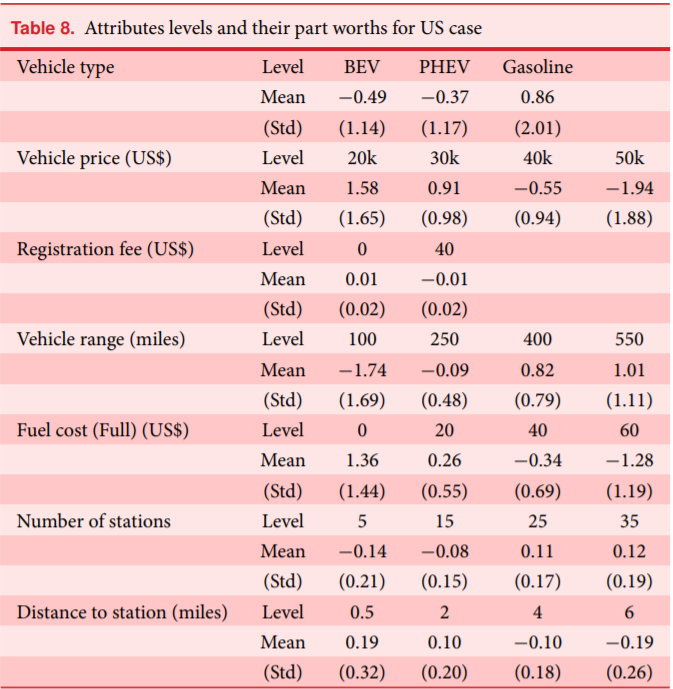 Table 8. Attributes levels and their part worths for US case
Vehicle type Level BEV PHEV Gasoline
Mean −0.49 −0.37 0.86
(Std) (1.14) (1.17) (2.01)
Vehicle price (US$) Level 20k 30k 40k 50k
Mean 1.58 0.91 −0.55 −1.94
(Std) (1.65) (0.98) (0.94) (1.88)
Registration fee (US$) Level 0 40
Mean 0.01 −0.01
(Std) (0.02) (0.02)
Vehicle range (miles) Level 100 250 400 550
Mean −1.74 −0.09 0.82 1.01
(Std) (1.69) (0.48) (0.79) (1.11)
Fuel cost (Full) (US$) Level 0 20 40 60
Mean 1.36 0.26 −0.34 −1.28
(Std) (1.44) (0.55) (0.69) (1.19)
Number of stations Level 5 15 25 35
Mean −0.14 −0.08 0.11 0.12
(Std) (0.21) (0.15) (0.17) (0.19)
Distance to station (miles) Level 0.5 2 4 6
Mean 0.19 0.10 −0.10 −0.19
(Std) (0.32) (0.20) (0.18) (0.26)